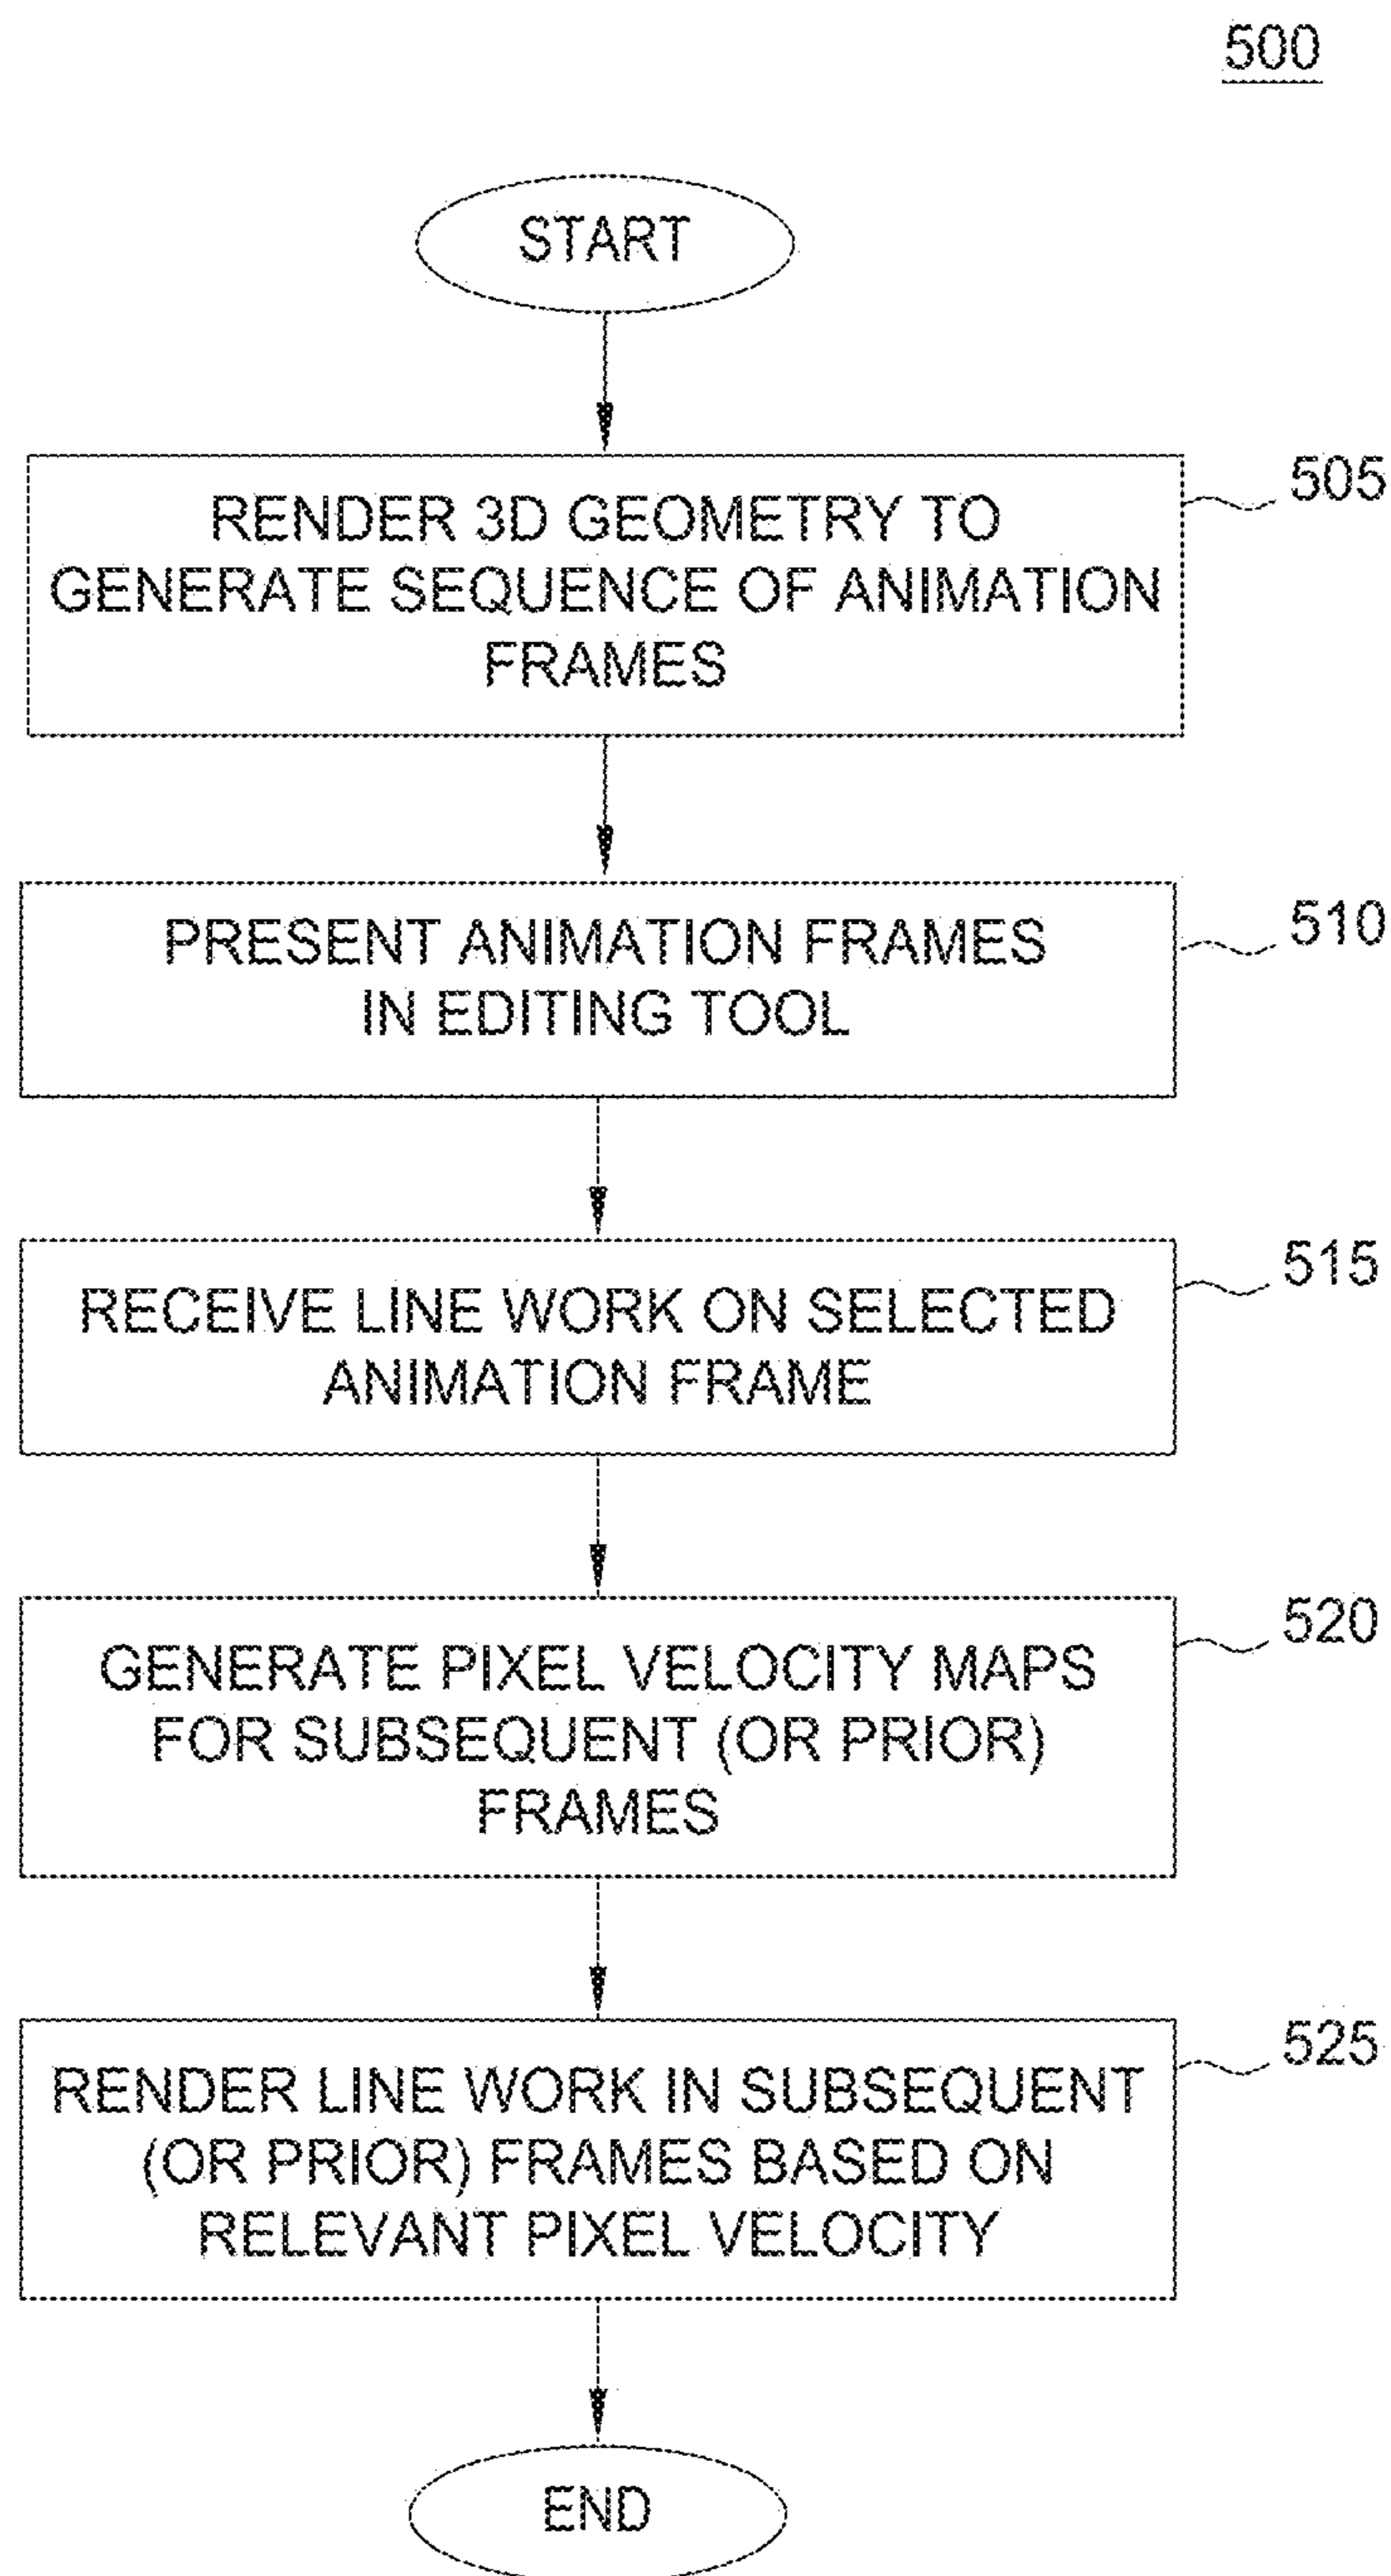 500
START
RENDER 3D GEOMETRY TO
GENERATE SEQUENCE OF ANIMATION
FRAMES
505
PRESENT ANIMATION FRAMES
IN EDITING TOOL
510
RECEIVE LINE WORK ON SELECTED
ANIMATION FRAME
515
GENERATE PIXEL VELOCITY MAPS
FOR SUBSEQUENT (OR PRIOR)
FRAMES
520
RENDER LINE WORK IN SUBSEQUENT
(OR PRIOR) FRAMES BASED ON
RELEVANT PIXEL VELOCITY
525
END